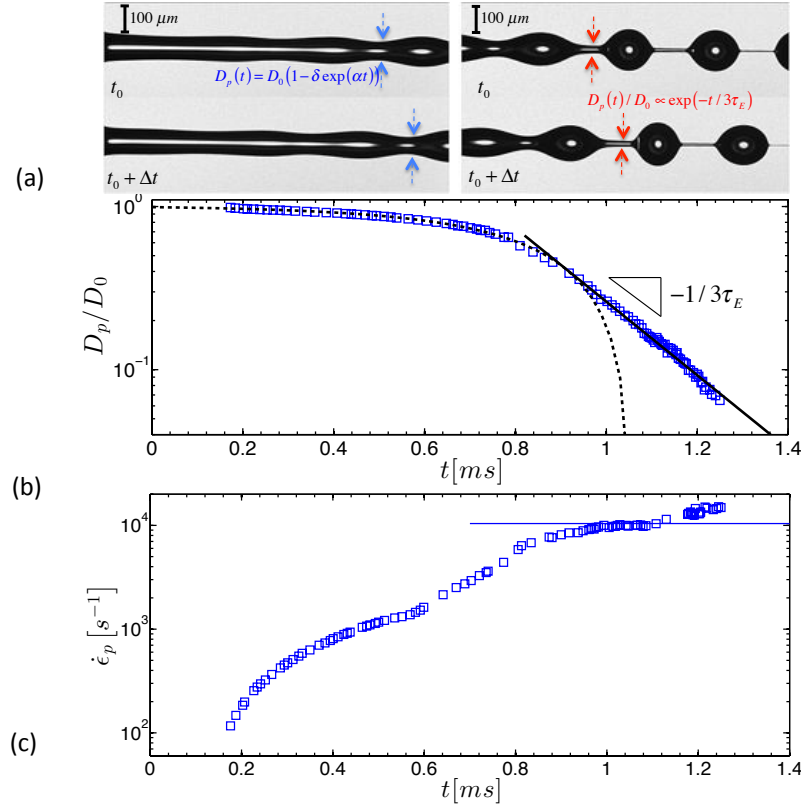 100 μm
100 μm
D_p(t) = D_0(1−δ exp(αt))
t_0
D_p(t) / D_0 ∝ exp(−t / 3τ_E)
t_0
t_0 + Δt
t_0 + Δt
(a)
10^0
10^{-1}
D_p/D_0
−1/3τ_E
0 0.2 0.4 0.6 0.8 1 1.2 1.4
t[ms]
(b)
10^4
10^3
10^2
ϵ̇_p [s^{−1}]
0 0.2 0.4 0.6 0.8 1 1.2 1.4
t[ms]
(c)